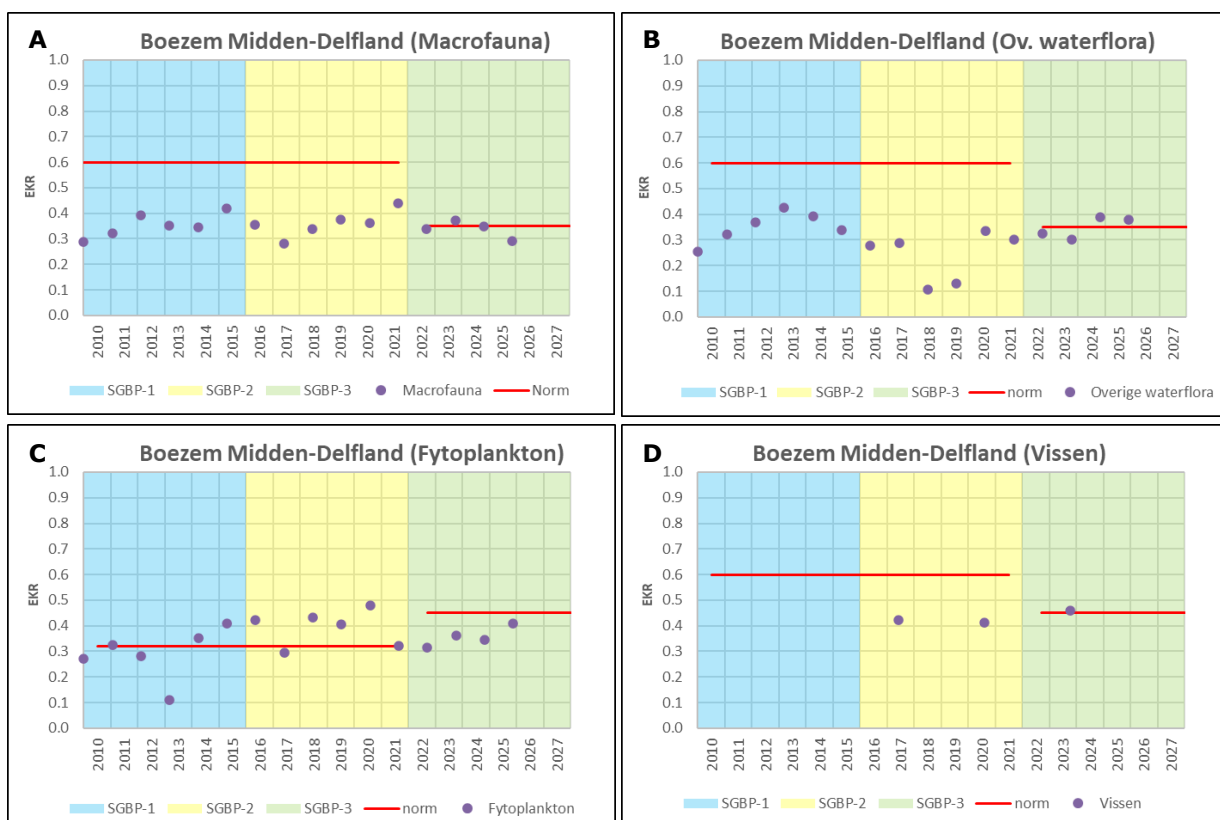 A
Boezem Midden-Delfland (Macrofauna)
1.0
0.9
0.8
0.7
0.6
0.5
0.4
0.3
0.2
0.1
0.0
EKR
2010 2011 2012 2013 2014 2015 2016 2017 2018 2019 2020 2021 2022 2023 2024 2025 2026 2027
SGBP-1 SGBP-2 SGBP-3 Macrofauna Norm
B
Boezem Midden-Delfland (Ov. waterflora)
1.0
0.9
0.8
0.7
0.6
0.5
0.4
0.3
0.2
0.1
0.0
EKR
2010 2011 2012 2013 2014 2015 2016 2017 2018 2019 2020 2021 2022 2023 2024 2025 2026 2027
SGBP-1 SGBP-2 SGBP-3 norm Overige waterflora
C
Boezem Midden-Delfland (Fytoplankton)
1.0
0.9
0.8
0.7
0.6
0.5
0.4
0.3
0.2
0.1
0.0
EKR
2010 2011 2012 2013 2014 2015 2016 2017 2018 2019 2020 2021 2022 2023 2024 2025 2026 2027
SGBP-1 SGBP-2 SGBP-3 norm Fytoplankton
D
Boezem Midden-Delfland (Vissen)
1.0
0.9
0.8
0.7
0.6
0.5
0.4
0.3
0.2
0.1
0.0
EKR
2010 2011 2012 2013 2014 2015 2016 2017 2018 2019 2020 2021 2022 2023 2024 2025 2026 2027
SGBP-1 SGBP-2 SGBP-3 norm Vissen